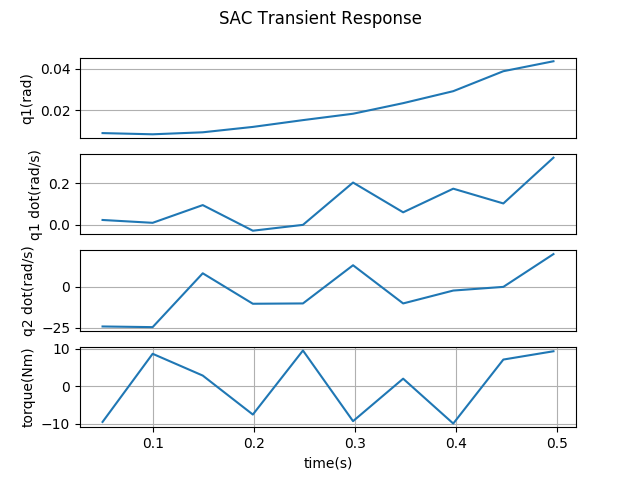 SAC Transient Response
0.04
0.02
q1(rad)
0.2
0.0
q1 dot(rad/s)
0
−25
q2 dot(rad/s)
10
0
−10
torque(Nm)
0.1 0.2 0.3 0.4 0.5
time(s)